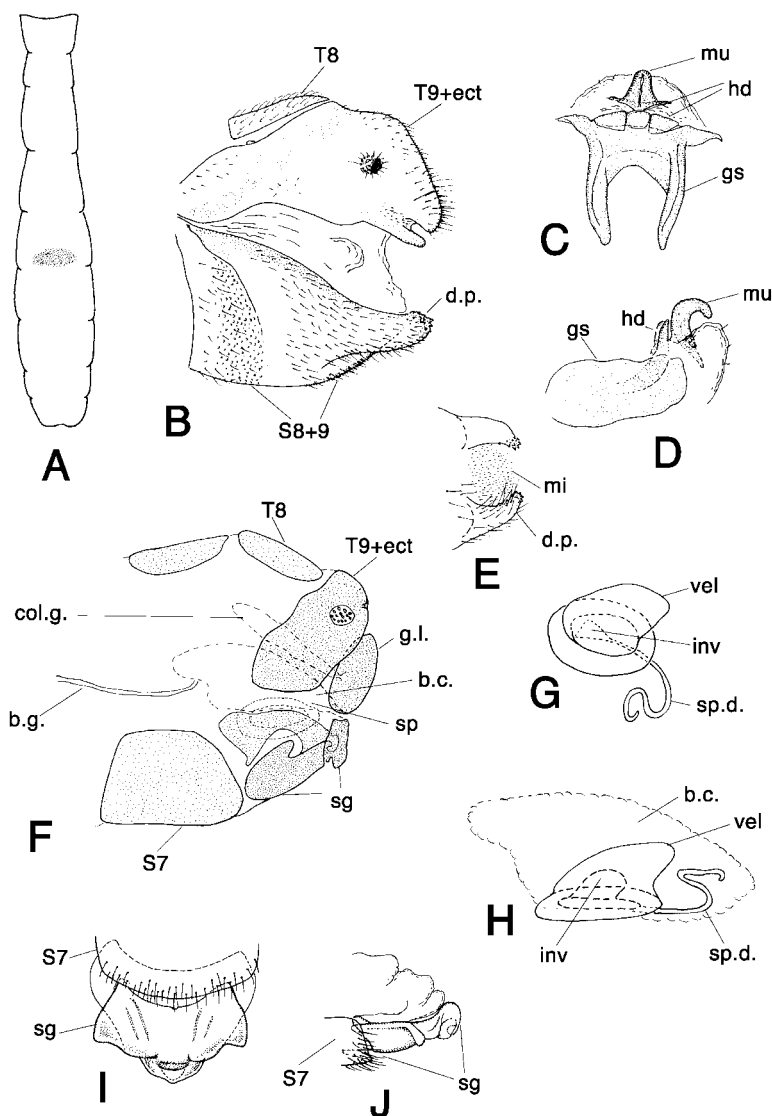 T8
T9+ect
d.p.
S8+9
A
B
mu
hd
gs
C
mu
hd
gs
D
mi
d.p.
E
T8
T9+ect
col.g.
g.l.
b.c.
b.g.
sp
sg
S7
F
vel
inv
sp.d.
G
b.c.
vel
inv
sp.d.
H
S7
sg
I
S7
sg
J